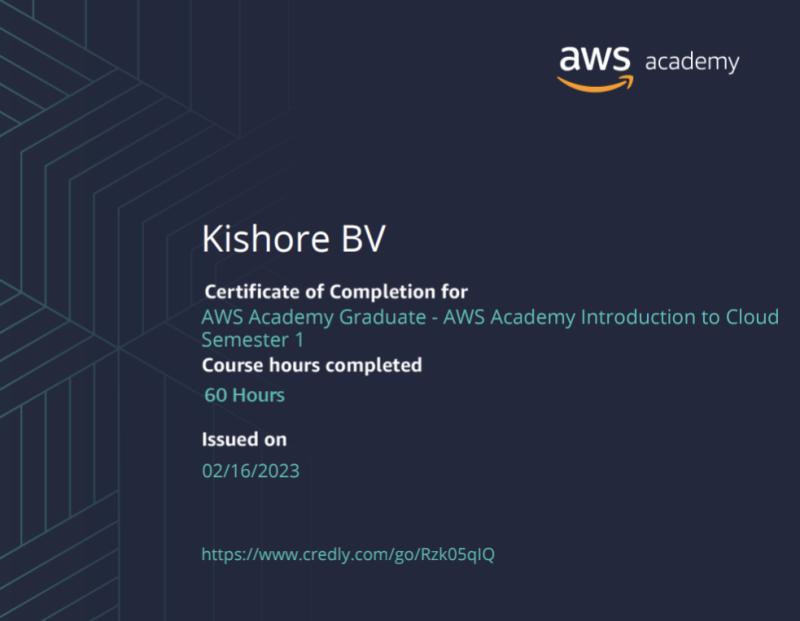 aws academy
Kishore BV
Certificate of Completion for
AWS Academy Graduate - AWS Academy Introduction to Cloud
Semester 1
Course hours completed
60 Hours
Issued on
02/16/2023
https://www.credly.com/go/Rzk05qIQ